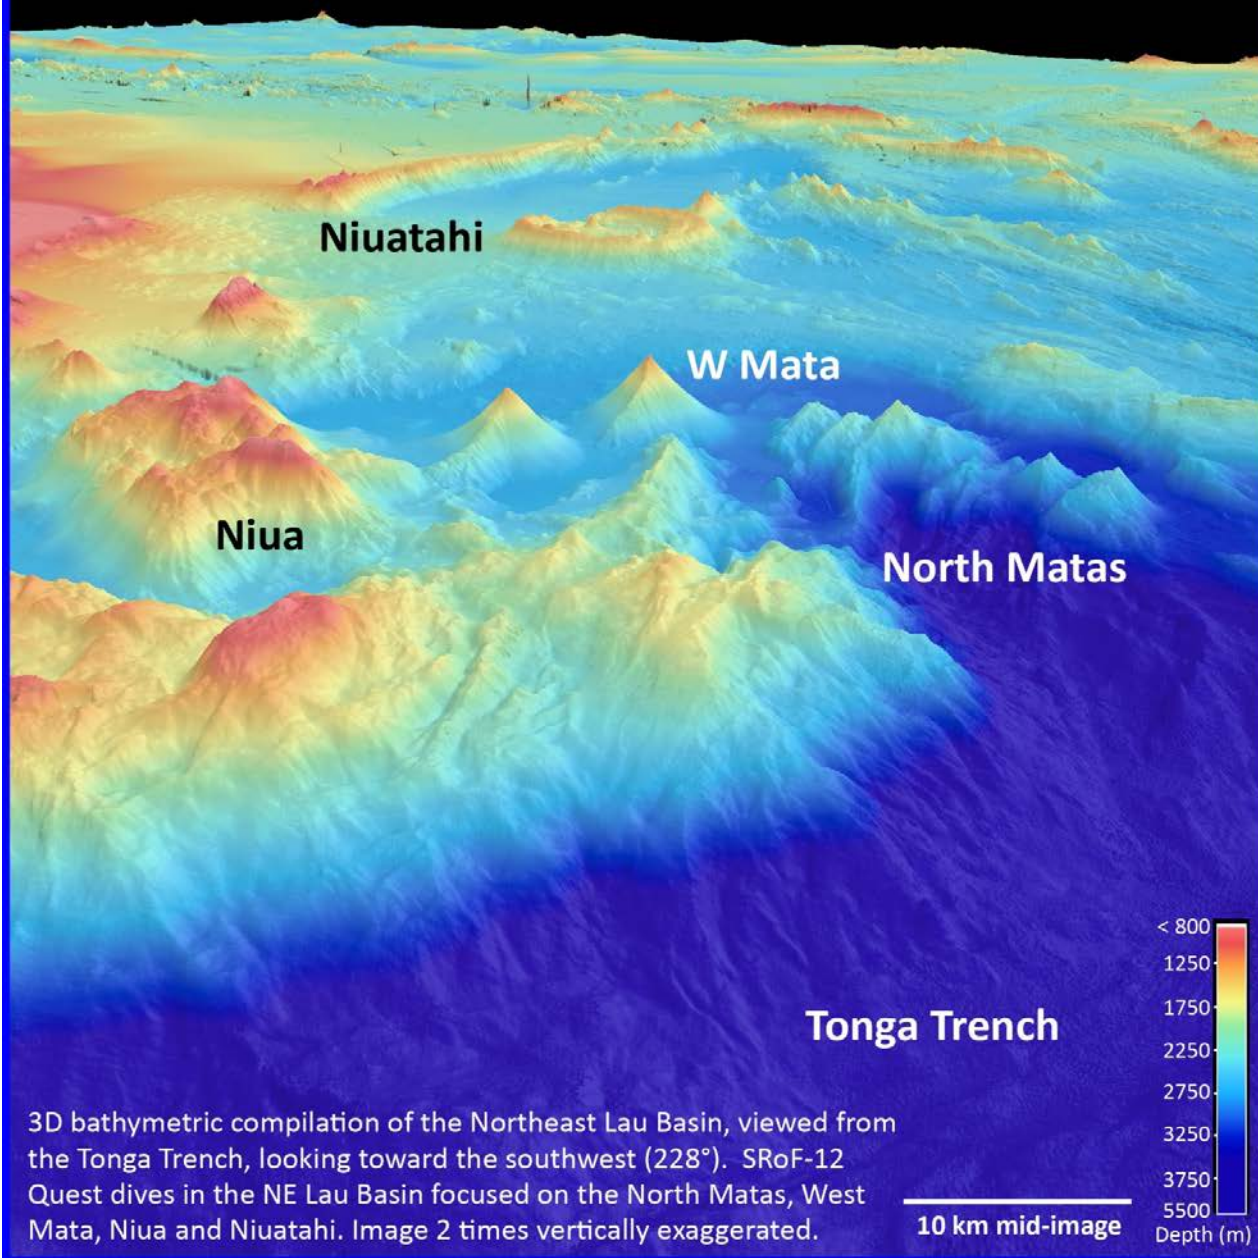 Niuatahi
W Mata
Niua
North Matas
Tonga Trench
< 800
1250
1750
2250
2750
3250
3750
5500
Depth (m)
10 km mid-image
3D bathymetric compilation of the Northeast Lau Basin, viewed from
the Tonga Trench, looking toward the southwest (228°). SRoF-12
Quest dives in the NE Lau Basin focused on the North Matas, West
Mata, Niua and Niuatahi. Image 2 times vertically exaggerated.